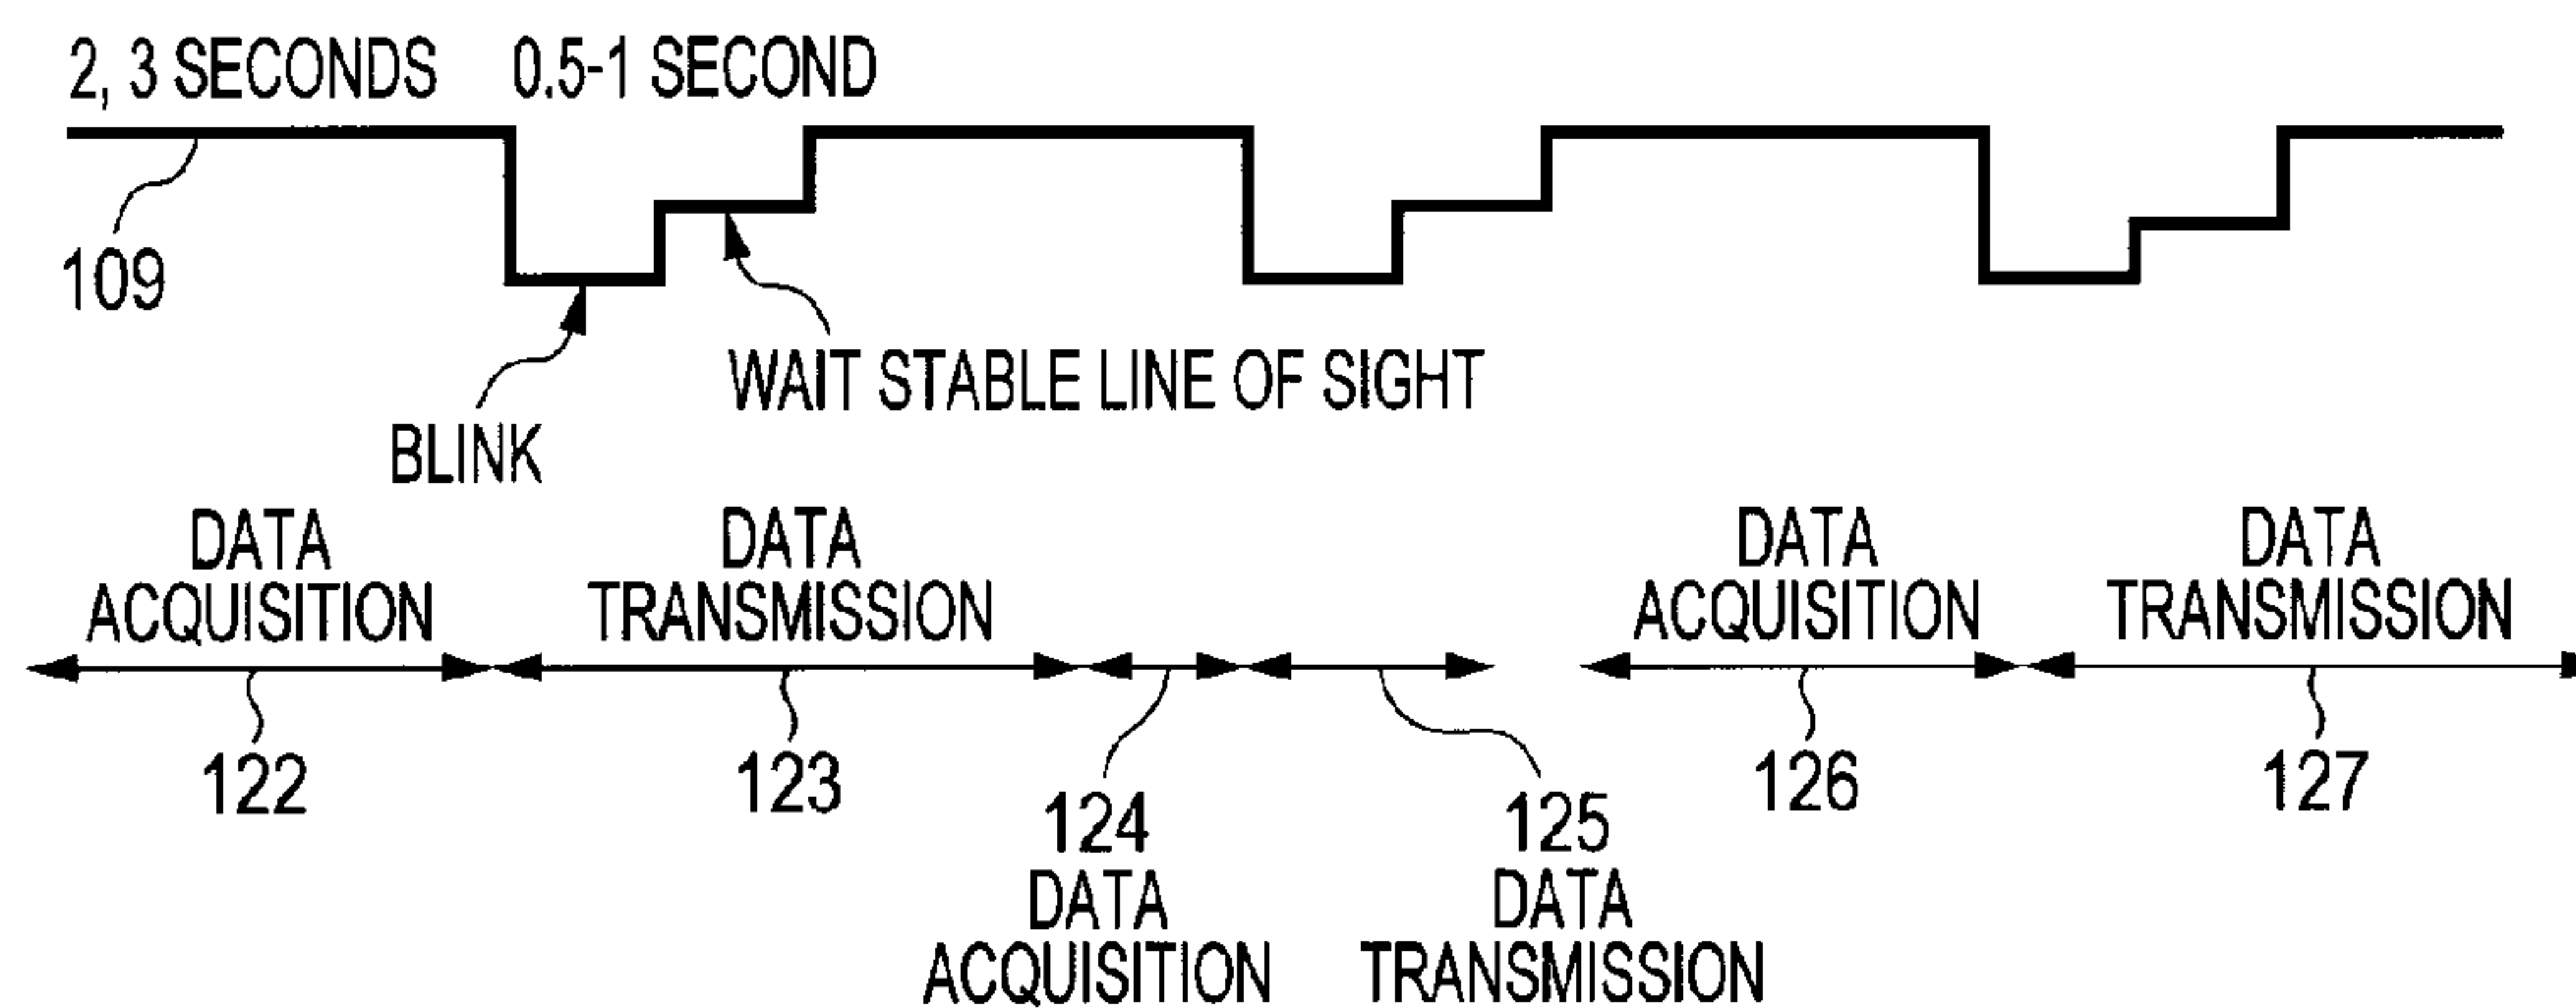 2, 3 SECONDS 0.5-1 SECOND
109
WAIT STABLE LINE OF SIGHT
BLINK
DATA
ACQUISITION
DATA
TRANSMISSION
DATA
ACQUISITION
DATA
TRANSMISSION
122
123
124
DATA
ACQUISITION
125
DATA
TRANSMISSION
126
127